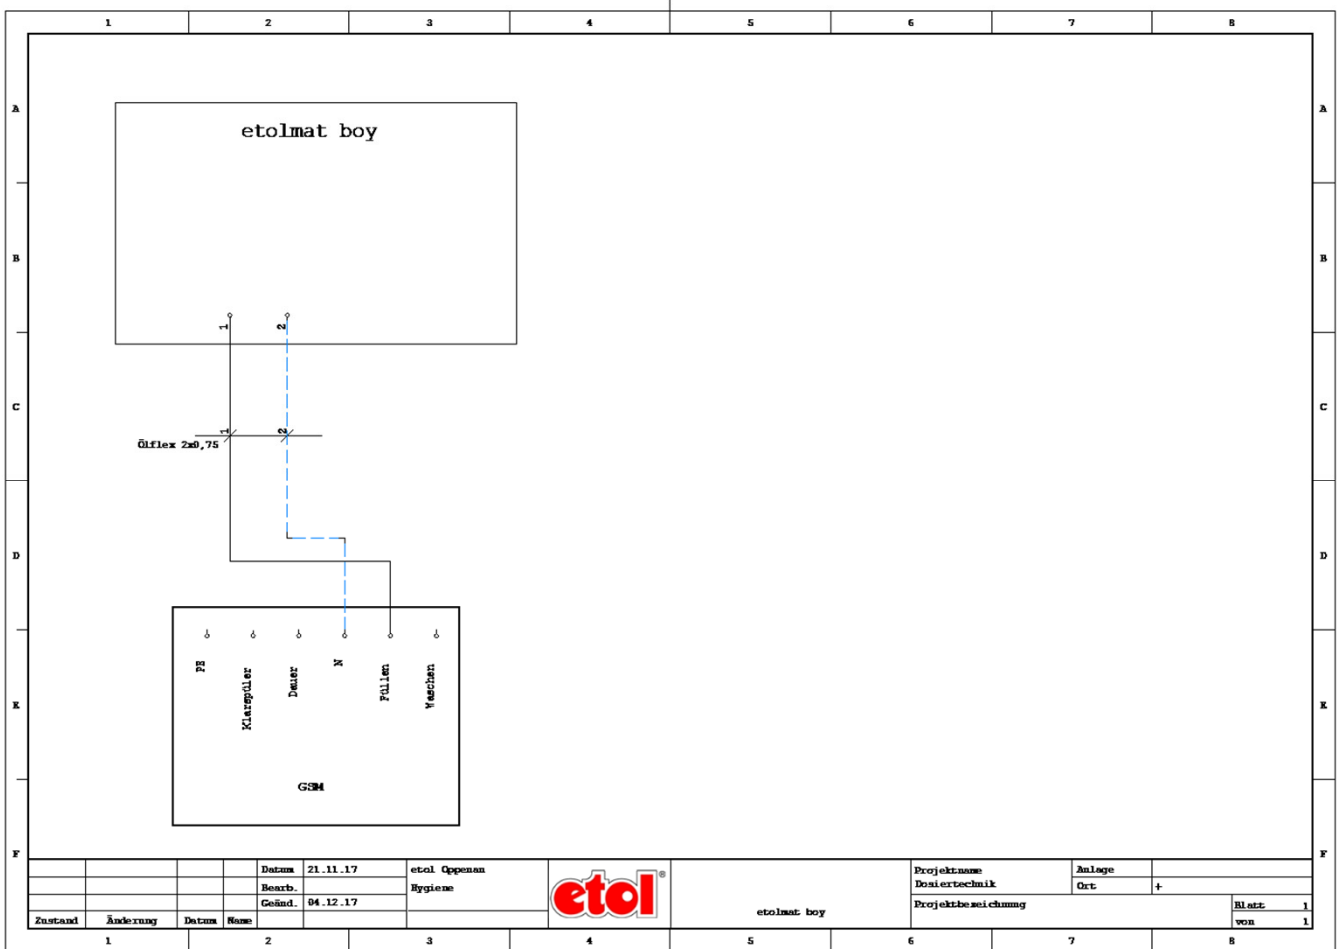 1 2 3 4 5 6 7 8
A A
etolmat boy
B B
1 2
C C
1 2
Ölflex 2x0,75
D D
PE Klarspüler Dauer N Füllen Waschen
E E
GSM
F F
Datum 21.11.17 etol Oppenau Projektname Anlage
Bearb. Hygiene Dosiertechnik Ort +
Geänd. 04.12.17 etol® Projektbezeichnung Blatt 1
Zustand Änderung Datum Name etolmat boy von 1
1 2 3 4 5 6 7 8